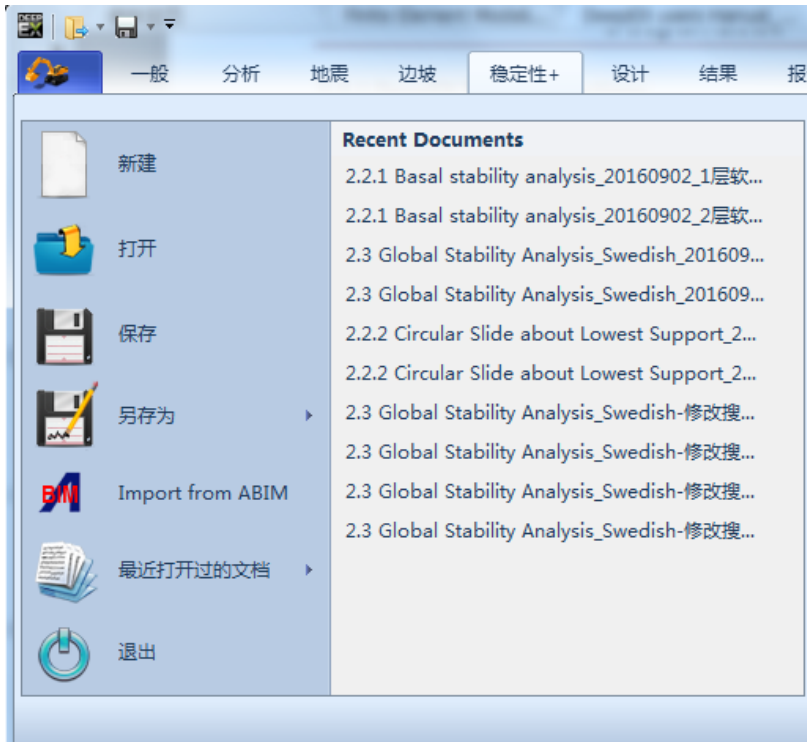 DEEP
EX
一般 分析 地震 边坡 稳定性+ 设计 结果 报
Recent Documents
新建
2.2.1 Basal stability analysis_20160902_1层软...
2.2.1 Basal stability analysis_20160902_2层软...
打开
2.3 Global Stability Analysis_Swedish_201609...
2.3 Global Stability Analysis_Swedish_201609...
保存
2.2.2 Circular Slide about Lowest Support_2...
2.2.2 Circular Slide about Lowest Support_2...
另存为
2.3 Global Stability Analysis_Swedish-修改搜...
2.3 Global Stability Analysis_Swedish-修改搜...
BIM
Import from ABIM
2.3 Global Stability Analysis_Swedish-修改搜...
2.3 Global Stability Analysis_Swedish-修改搜...
最近打开过的文档
退出